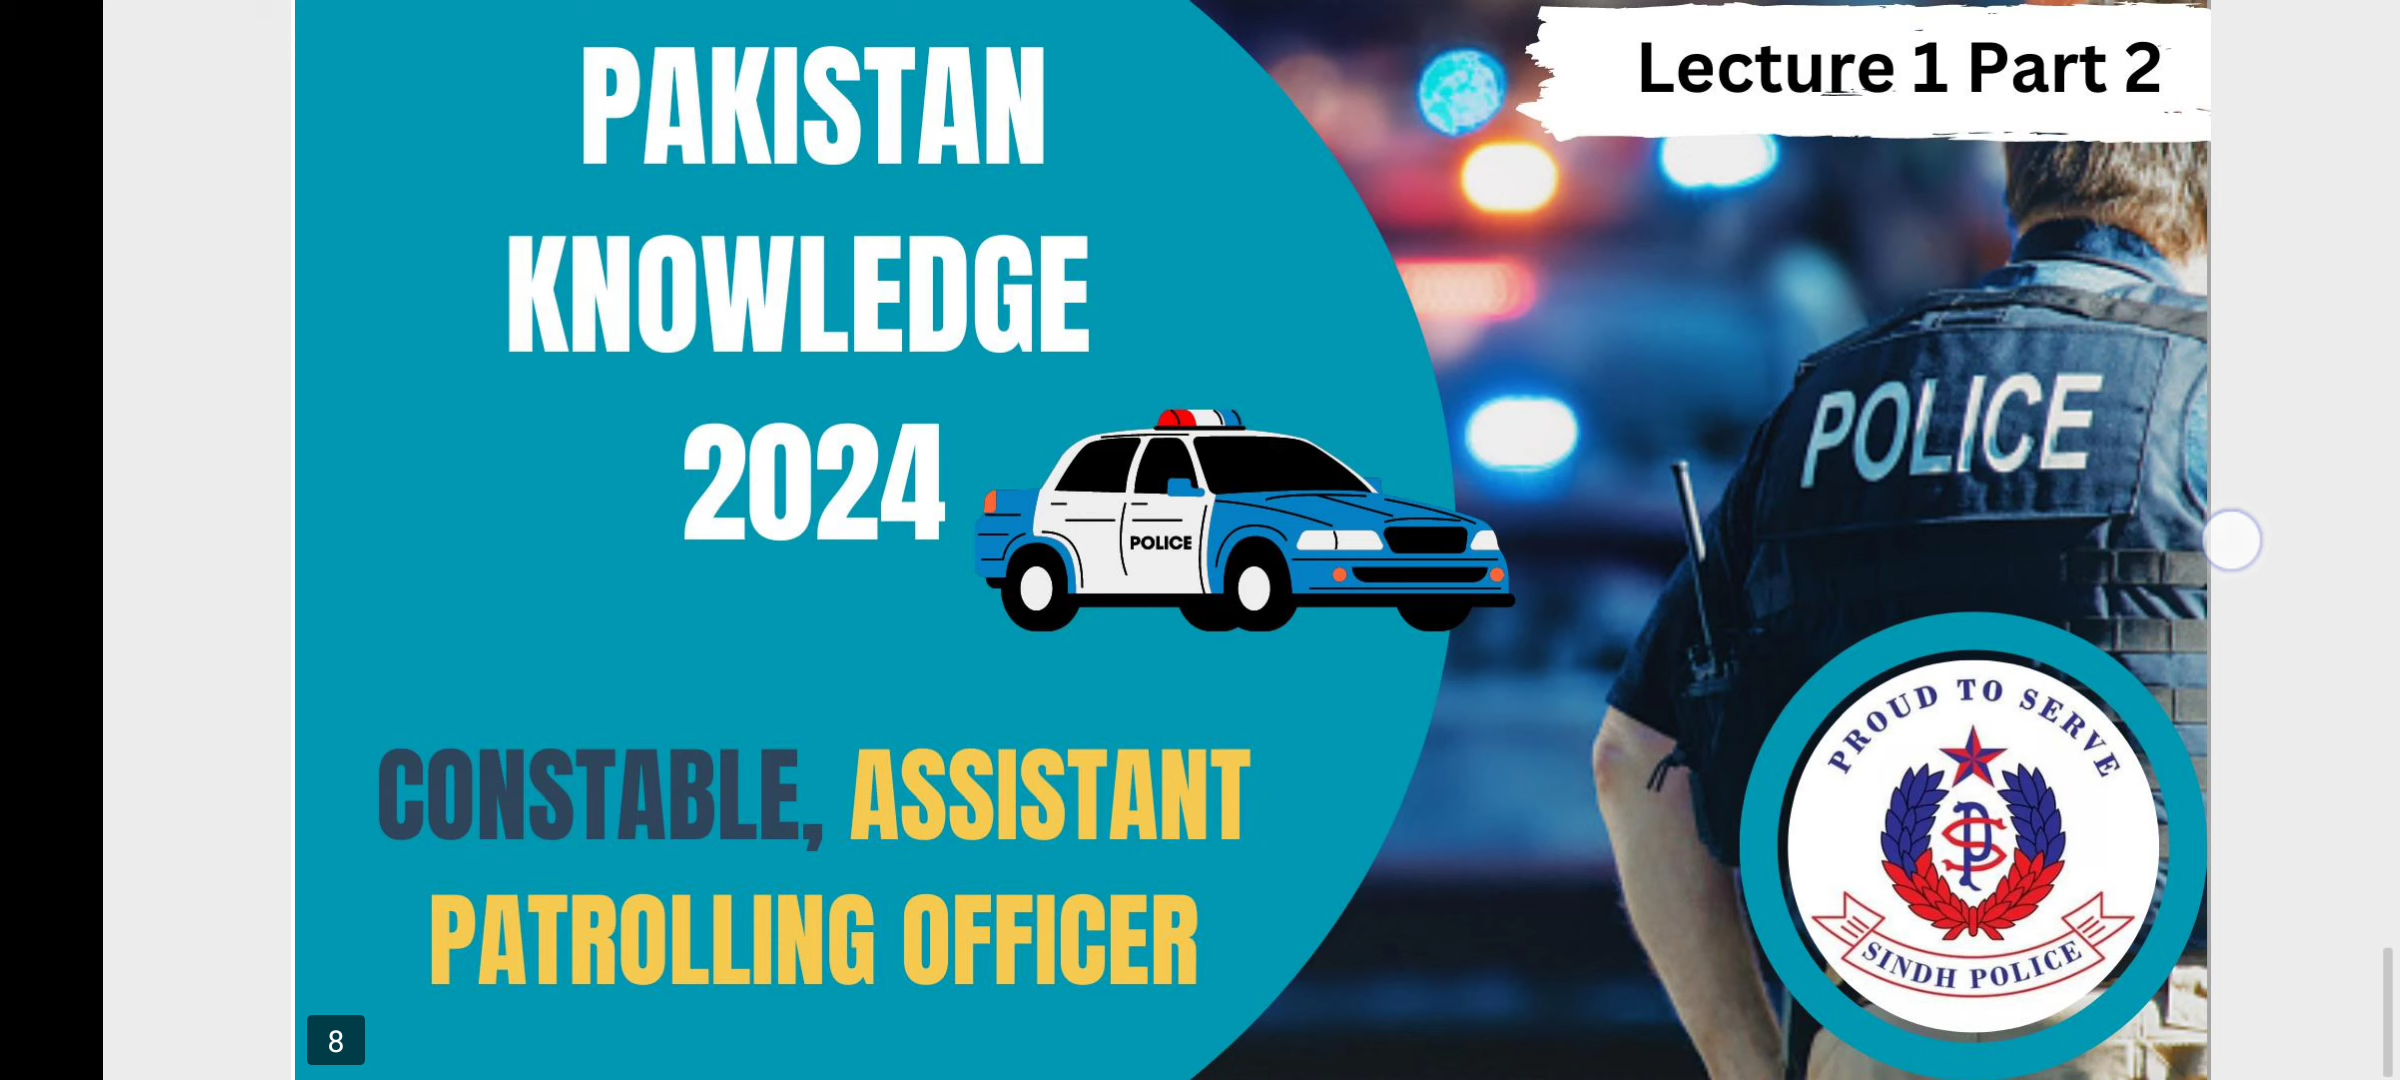 Lecture 1 Part 2
PAKISTAN
KNOWLEDGE
2024
POLICE
POLICE
CONSTABLE, ASSISTANT
PATROLLING OFFICER
PROUD TO SERVE
SP
SINDH POLICE
8